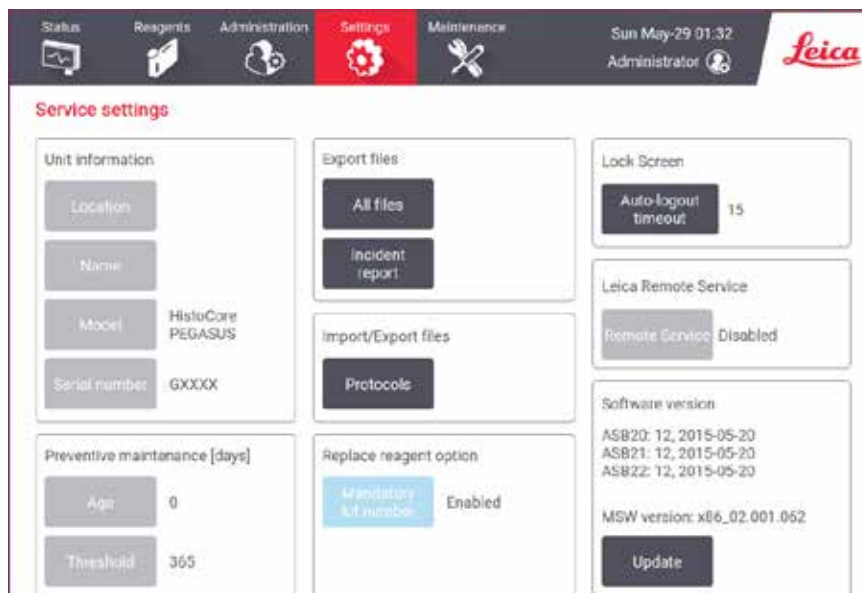 Status
Reagents
Administration
Settings
Maintenance
Sun May-29 01:32
Administrator
Leica
Service settings
Unit information
Location
Name
Model
HistoCore
PEGASUS
Serial number
GXXXX
Preventive maintenance [days]
Age
0
Threshold
365
Export files
All files
Incident
report
Import/Export files
Protocols
Replace reagent option
Mandatory
lot number
Enabled
Lock Screen
Auto-logout
timeout
15
Leica Remote Service
Remote Service
Disabled
Software version
ASB20: 12, 2015-05-20
ASB21: 12, 2015-05-20
ASB22: 12, 2015-05-20
MSW version: x86_02.001.062
Update